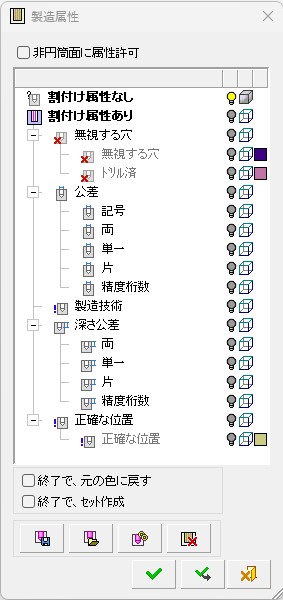 製造属性
非円筒面に属性許可
割付け属性なし
割付け属性あり
無視する穴
無視する穴
ドリル済
公差
記号
両
単一
片
精度桁数
製造技術
深さ公差
両
単一
片
精度桁数
正確な位置
正確な位置
終了で、元の色に戻す
終了で、セット作成